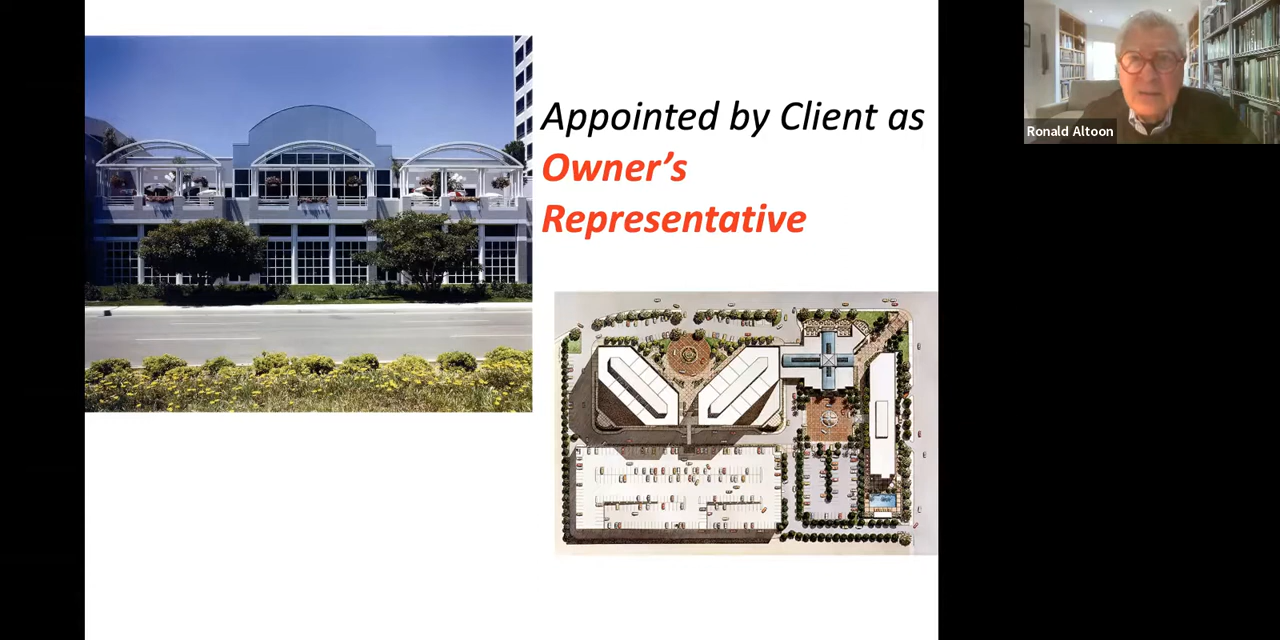 Appointed by Client as
Owner’s
Representative
Ronald Altoon